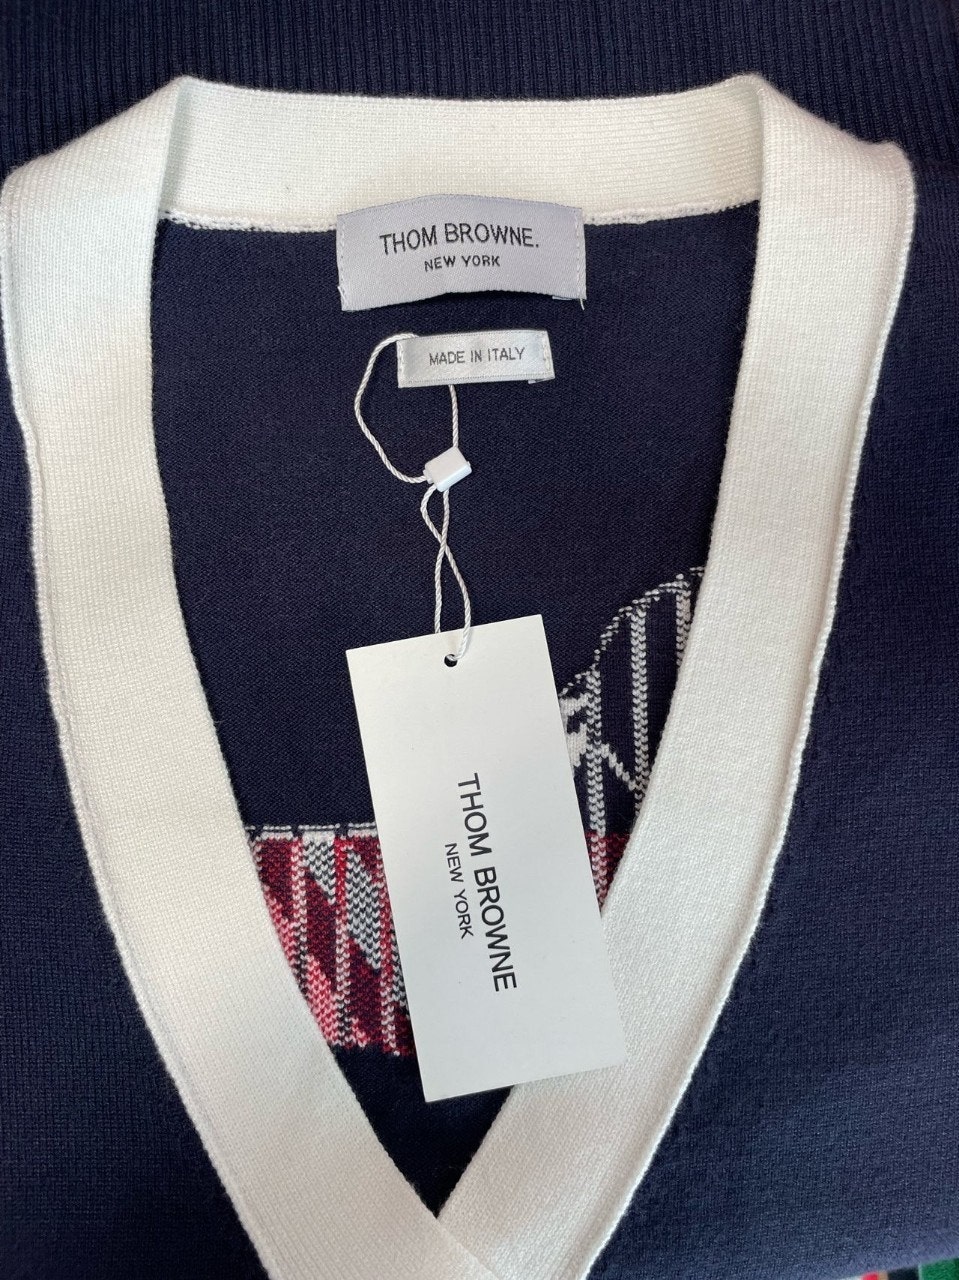 THOM BROWNE.
NEW YORK
MADE IN ITALY
THOM BROWNE
NEW YORK